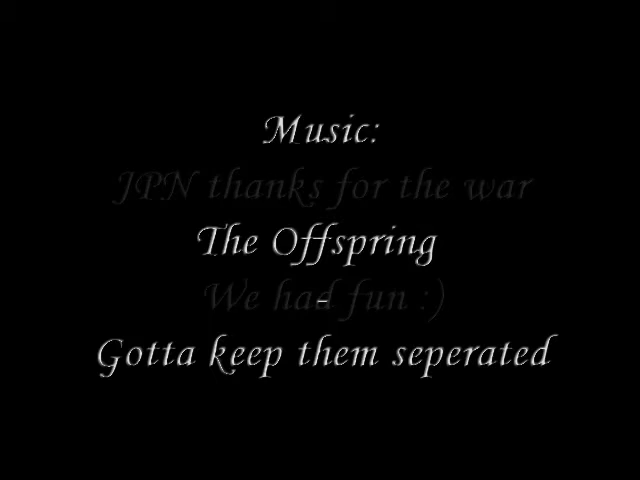 Music:
JPN thanks for the war
The Offspring
We had fun :)
-
Gotta keep them seperated